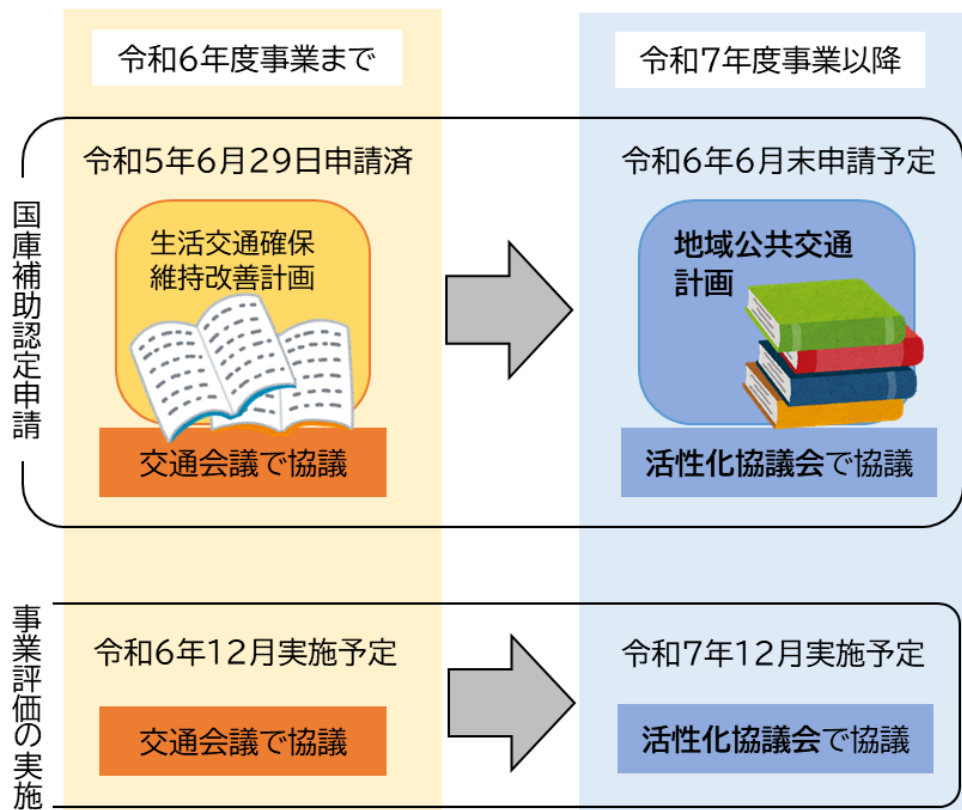 令和6年度事業まで
令和7年度事業以降
国庫補助認定申請
令和5年6月29日申請済
生活交通確保
維持改善計画
交通会議で協議
令和6年6月末申請予定
地域公共交通
計画
活性化協議会で協議
事業評価の実施
令和6年12月実施予定
交通会議で協議
令和7年12月実施予定
活性化協議会で協議